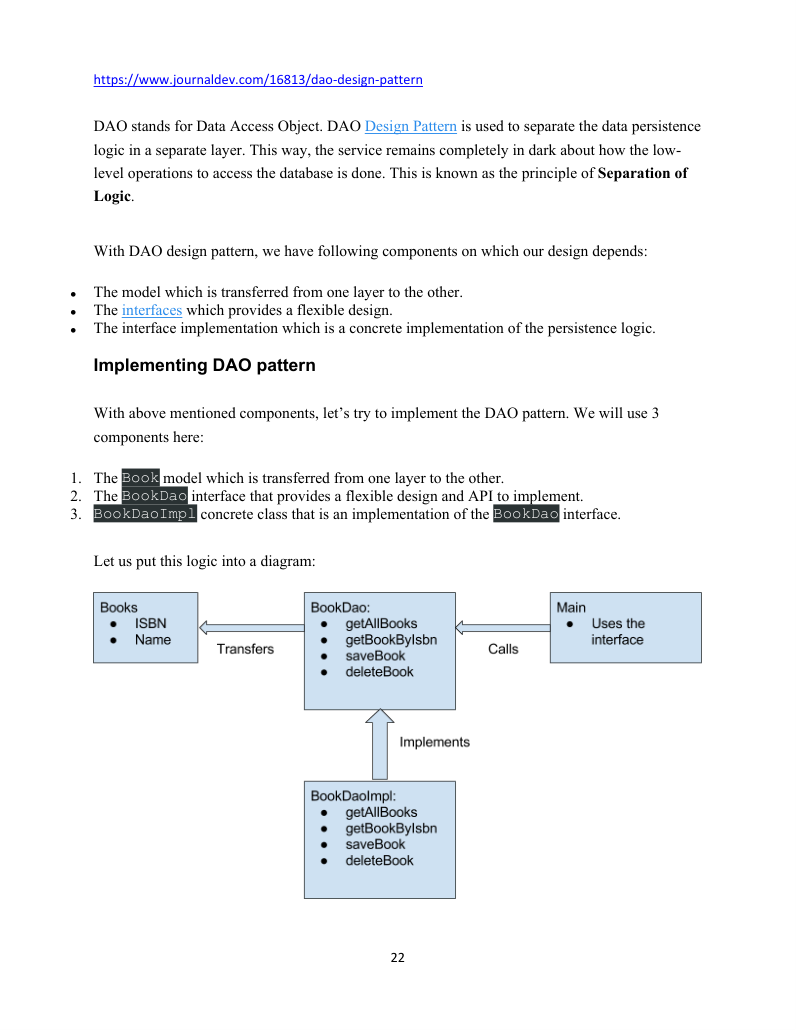 https://www.journaldev.com/16813/dao-design-pattern
DAO stands for Data Access Object. DAO Design Pattern is used to separate the data persistence
logic in a separate layer. This way, the service remains completely in dark about how the low-
level operations to access the database is done. This is known as the principle of Separation of
Logic.
With DAO design pattern, we have following components on which our design depends:
● The model which is transferred from one layer to the other.
● The interfaces which provides a flexible design.
● The interface implementation which is a concrete implementation of the persistence logic.
Implementing DAO pattern
With above mentioned components, let’s try to implement the DAO pattern. We will use 3
components here:
1. The Book model which is transferred from one layer to the other.
2. The BookDao interface that provides a flexible design and API to implement.
3. BookDaoImpl concrete class that is an implementation of the BookDao interface.
Let us put this logic into a diagram:
Books
● ISBN
● Name
Transfers
BookDao:
● getAllBooks
● getBookByIsbn
● saveBook
● deleteBook
Calls
Main
● Uses the
interface
Implements
BookDaoImpl:
● getAllBooks
● getBookByIsbn
● saveBook
● deleteBook
22